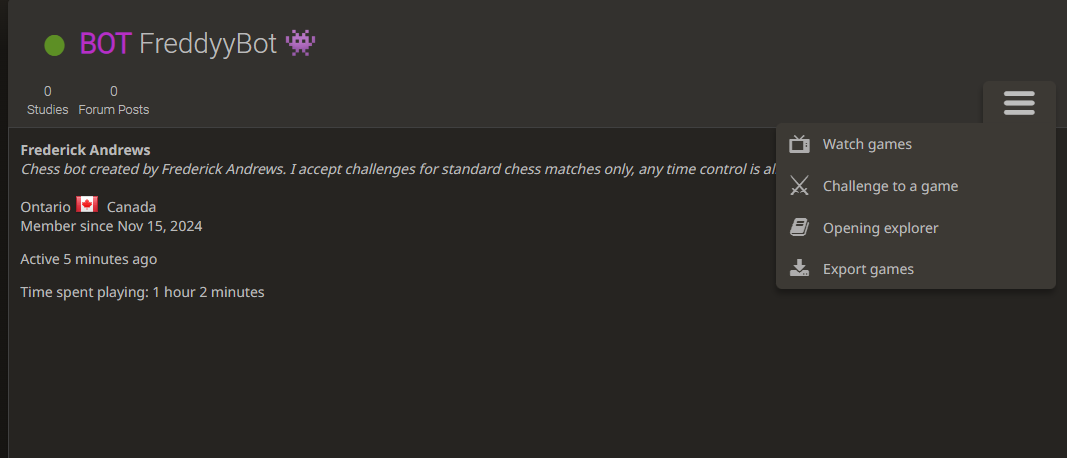 BOT FreddyyBot
0 0
Studies Forum Posts
Frederick Andrews
Chess bot created by Frederick Andrews. I accept challenges for standard chess matches only, any time control is
Ontario Canada
Member since Nov 15, 2024
Active 5 minutes ago
Time spent playing: 1 hour 2 minutes
Watch games
Challenge to a game
Opening explorer
Export games